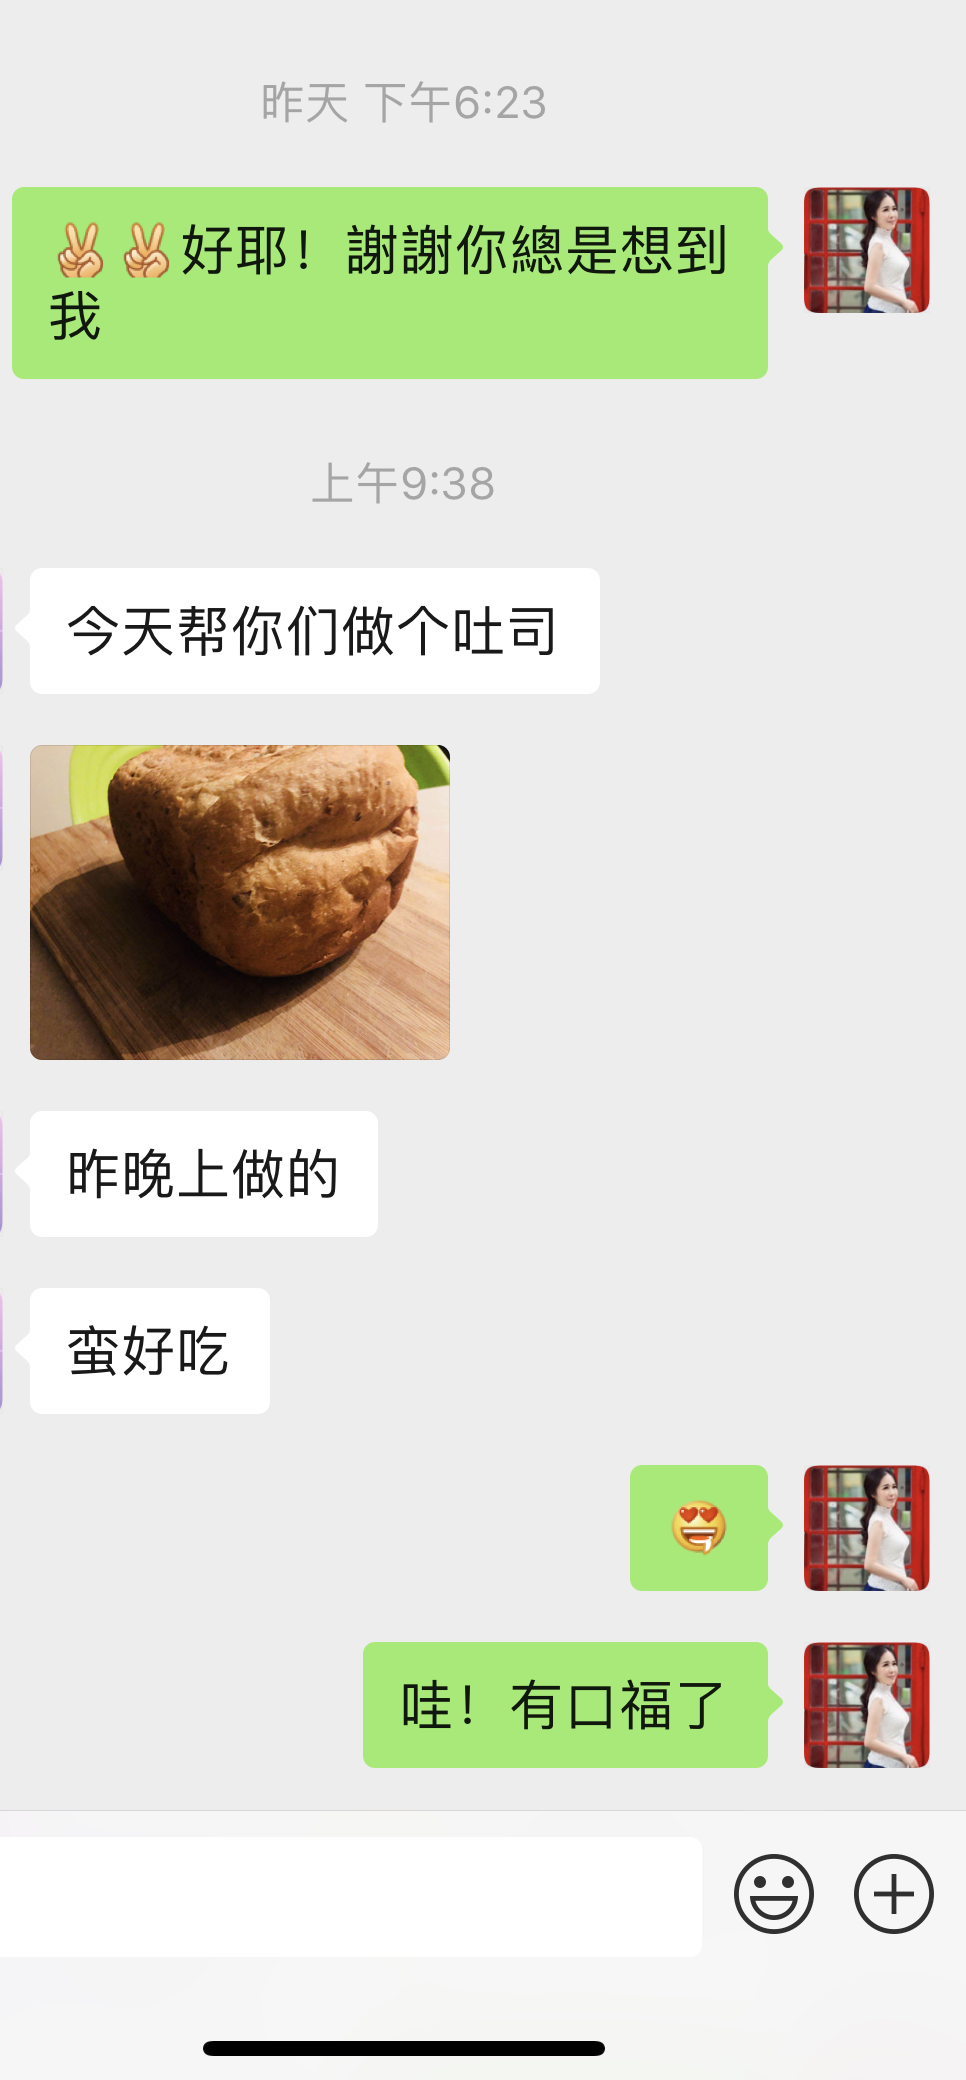 昨天 下午6:23
✌🏻✌🏻好耶！謝謝你總是想到
我
上午9:38
今天帮你们做个吐司
昨晚上做的
蛮好吃
哇！有口福了